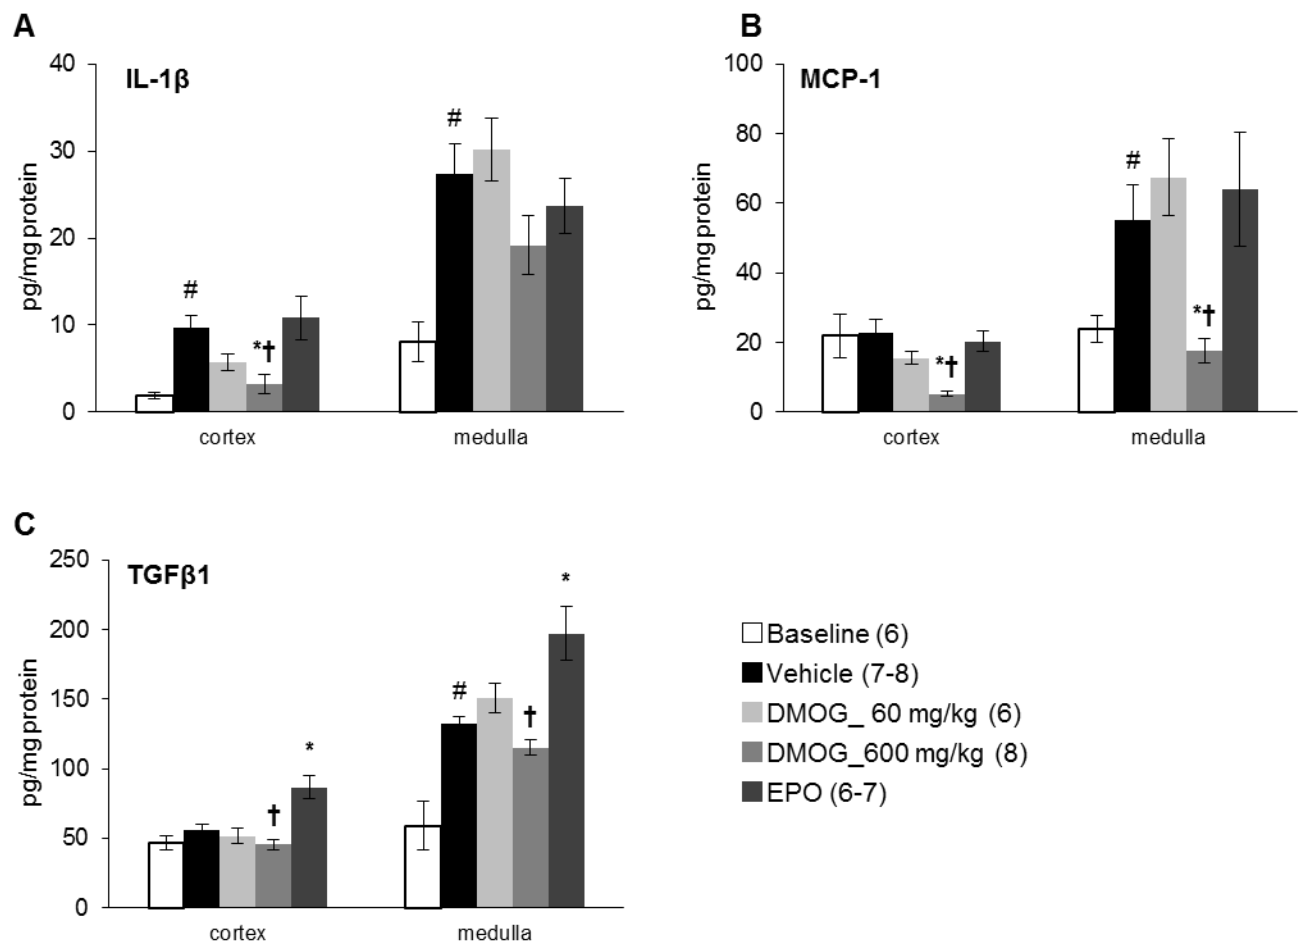 A
IL-1β
pg/mg protein
40
30
20
10
0
#
#
*†
cortex
medulla
B
MCP-1
pg/mg protein
100
80
60
40
20
0
#
*†
*†
cortex
medulla
C
TGFβ1
pg/mg protein
250
200
150
100
50
0
*
#
†
*
†
cortex
medulla
Baseline (6)
Vehicle (7-8)
DMOG_ 60 mg/kg (6)
DMOG_600 mg/kg (8)
EPO (6-7)